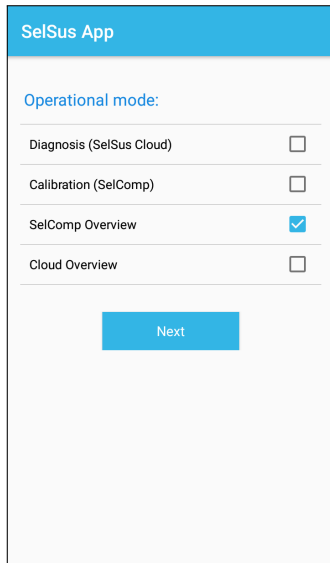 SelSus App
Operational mode:
Diagnosis (SelSus Cloud)
Calibration (SelComp)
SelComp Overview
Cloud Overview
Next